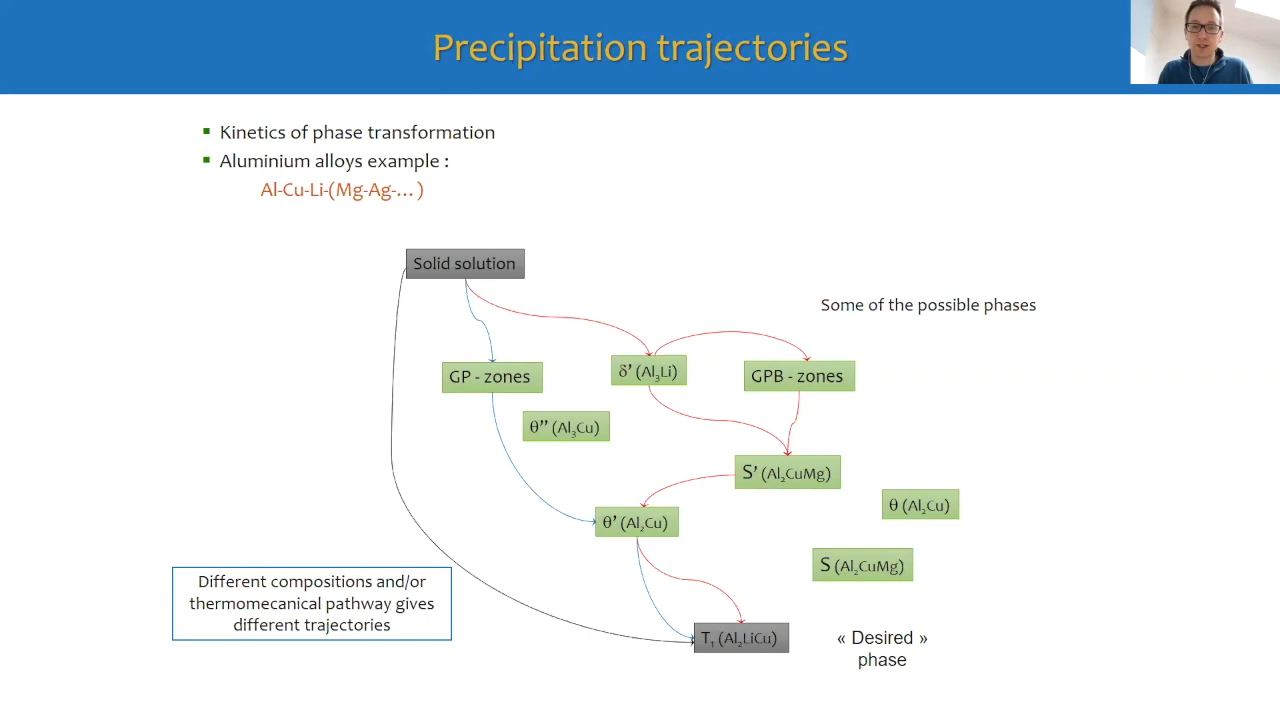 Precipitation trajectories
▪ Kinetics of phase transformation
▪ Aluminium alloys example :
Al-Cu-Li-(Mg-Ag-... )
Solid solution
Some of the possible phases
GP - zones
δ' (Al₃Li)
GPB - zones
θ'' (Al₃Cu)
S' (Al₂CuMg)
θ (Al₂Cu)
θ' (Al₂Cu)
S (Al₂CuMg)
Different compositions and/or
thermomecanical pathway gives
different trajectories
T₁ (Al₂LiCu)
« Desired »
phase